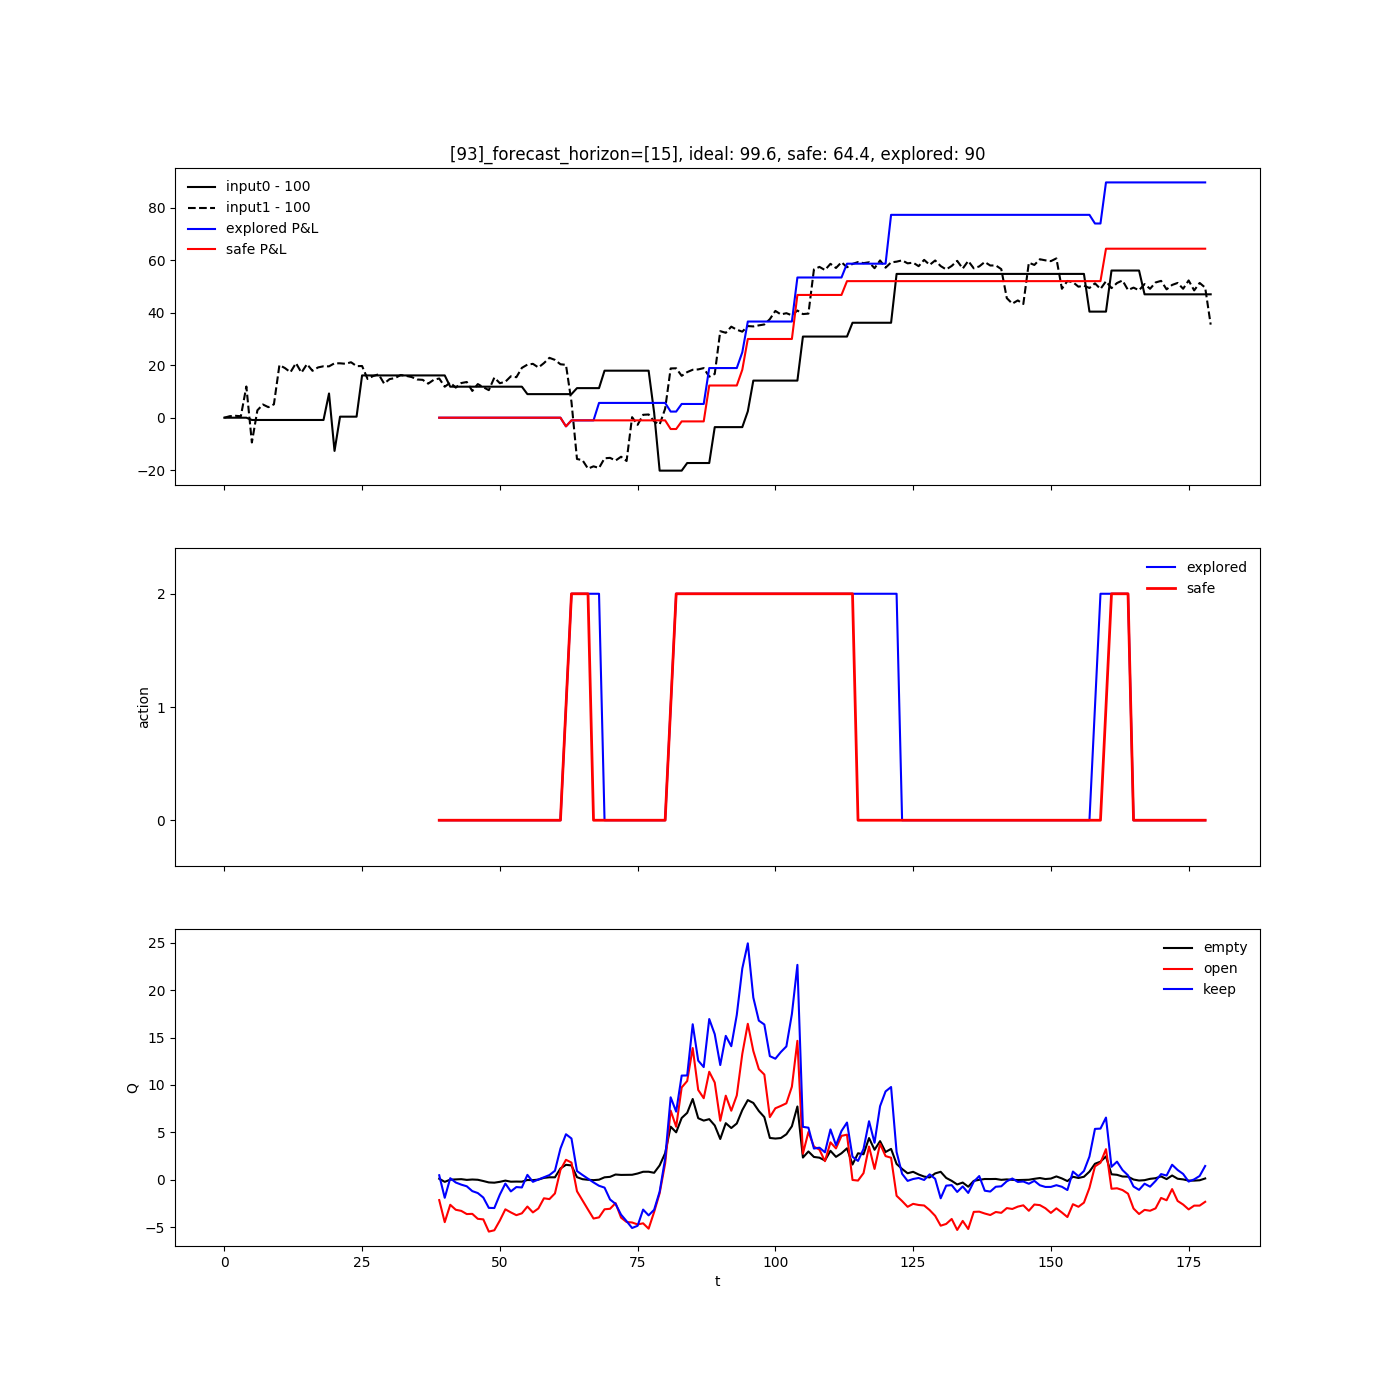 [93]_forecast_horizon=[15], ideal: 99.6, safe: 64.4, explored: 90
input0 - 100
input1 - 100
explored P&L
safe P&L
80
60
40
20
0
−20
explored
safe
2
1
0
action
empty
open
keep
25
20
15
10
5
0
−5
Q
0 25 50 75 100 125 150 175
t